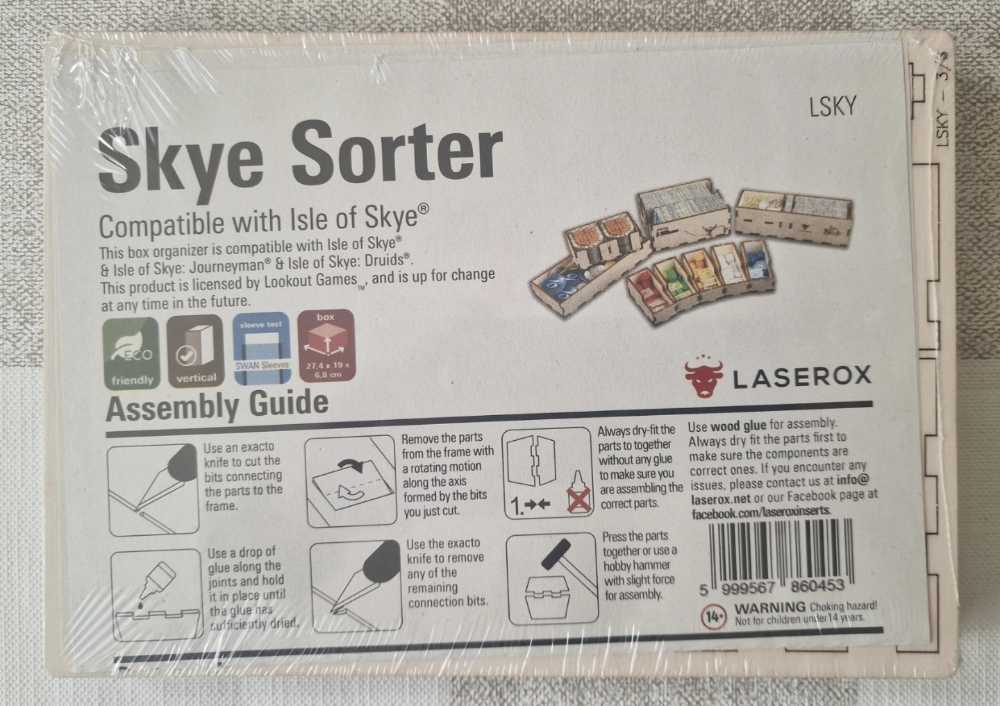 LSKY
LSKY – 3/3
Skye Sorter
Compatible with Isle of Skye®
This box organizer is compatible with Isle of Skye®
& Isle of Skye: Journeyman® & Isle of Skye: Druids®.
This product is licensed by Lookout Games™, and is up for change
at any time in the future.
ECO
friendly
vertical
sleeve test
SWAN Sleeves
box
27,4 x 19 x
6,8 cm
LASEROX
Assembly Guide
Use an exacto
knife to cut the
bits connecting
the parts to the
frame.
Remove the parts
from the frame with
a rotating motion
along the axis
formed by the bits
you just cut.
1.
Always dry-fit the
parts to together
without any glue
to make sure you
are assembling the
correct parts.
Use wood glue for assembly.
Always dry fit the parts first to
make sure the components are
correct ones. If you encounter any
issues, please contact us at info@
laserox.net or our Facebook page at
facebook.com/laseroxinserts.
Use a drop of
glue along the
joints and hold
it in place until
the glue has
sufficiently dried.
Use the exacto
knife to remove
any of the
remaining
connection bits.
Press the parts
together or use a
hobby hammer
with slight force
for assembly.
5 999567 860453
14+
WARNING Choking hazard!
Not for children under 14 years.